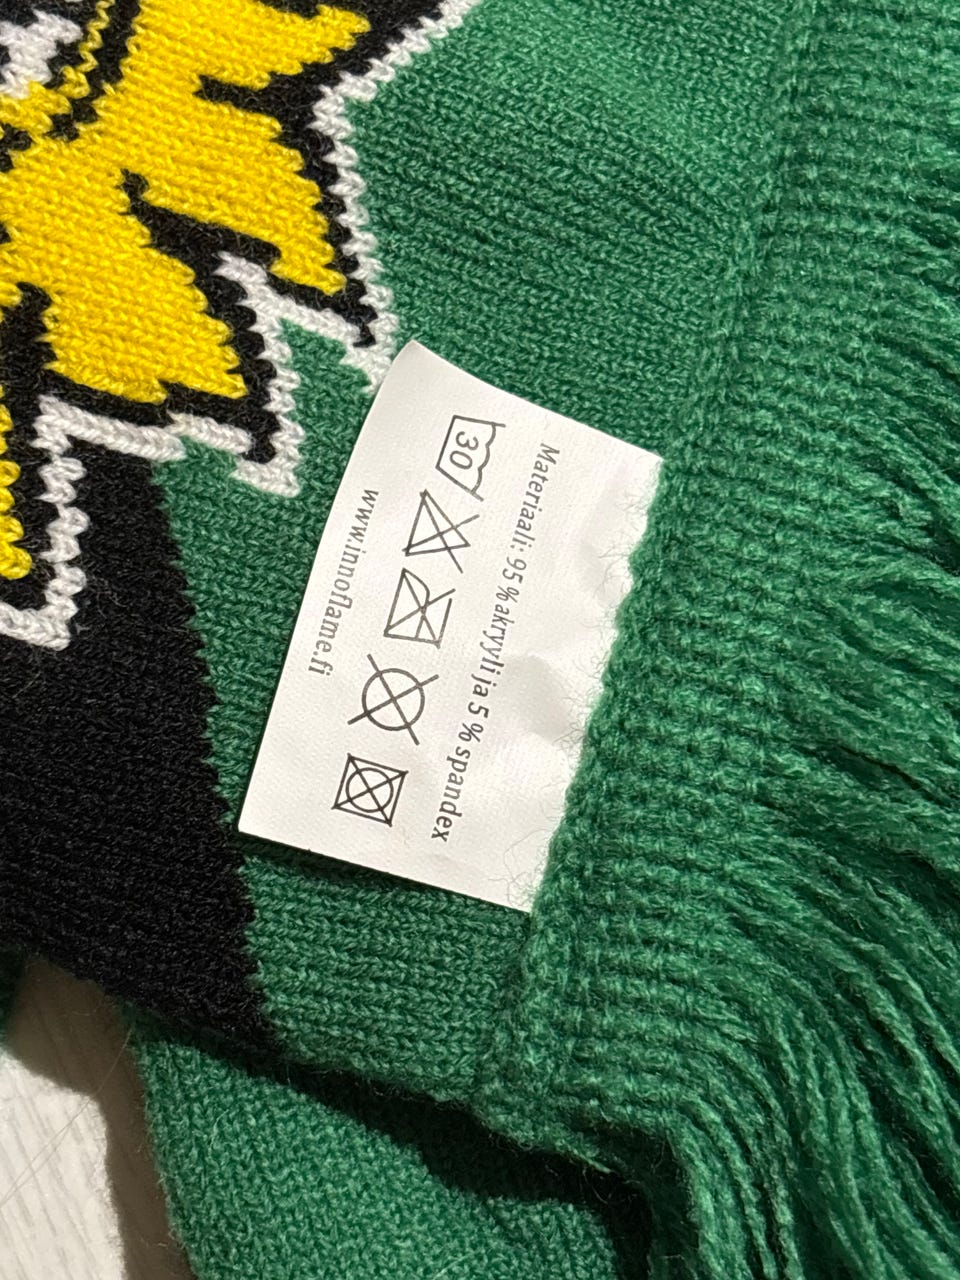 Materiaali: 95 % akryyli ja 5 % spandex
30
www.innoflame.fi